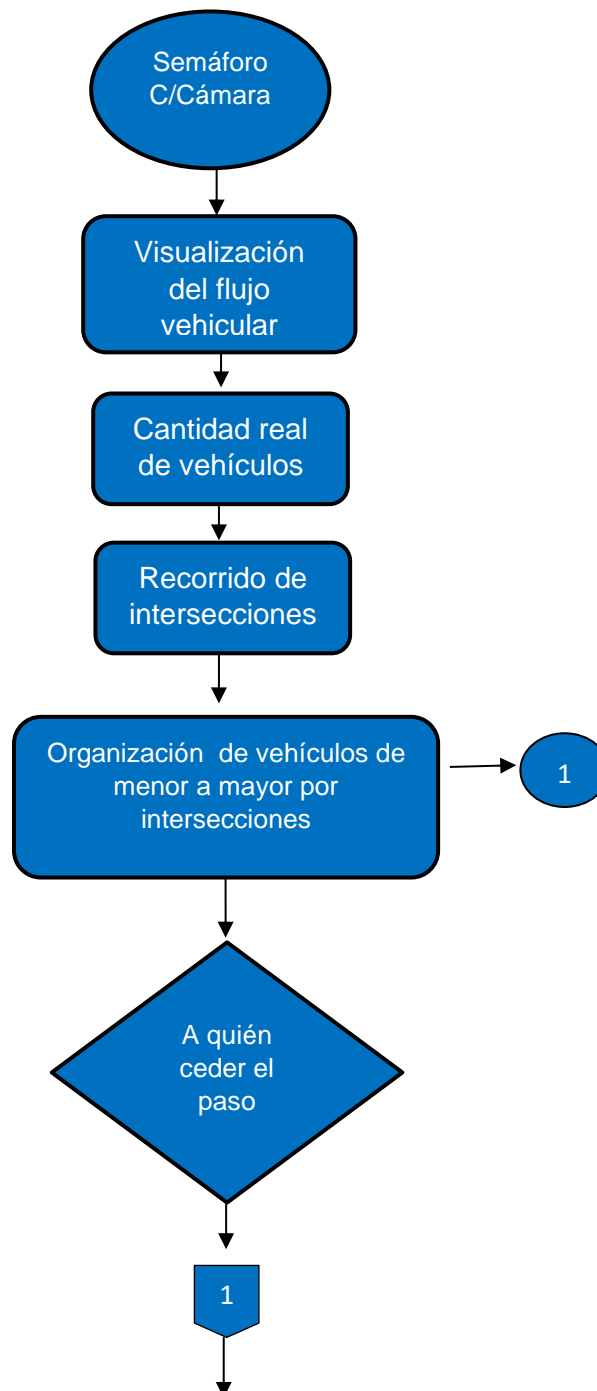 Semáforo
C/Cámara
Visualización
del flujo
vehicular
Cantidad real
de vehículos
Recorrido de
intersecciones
Organización de vehículos de
menor a mayor por
intersecciones
1
A quién
ceder el
paso
1